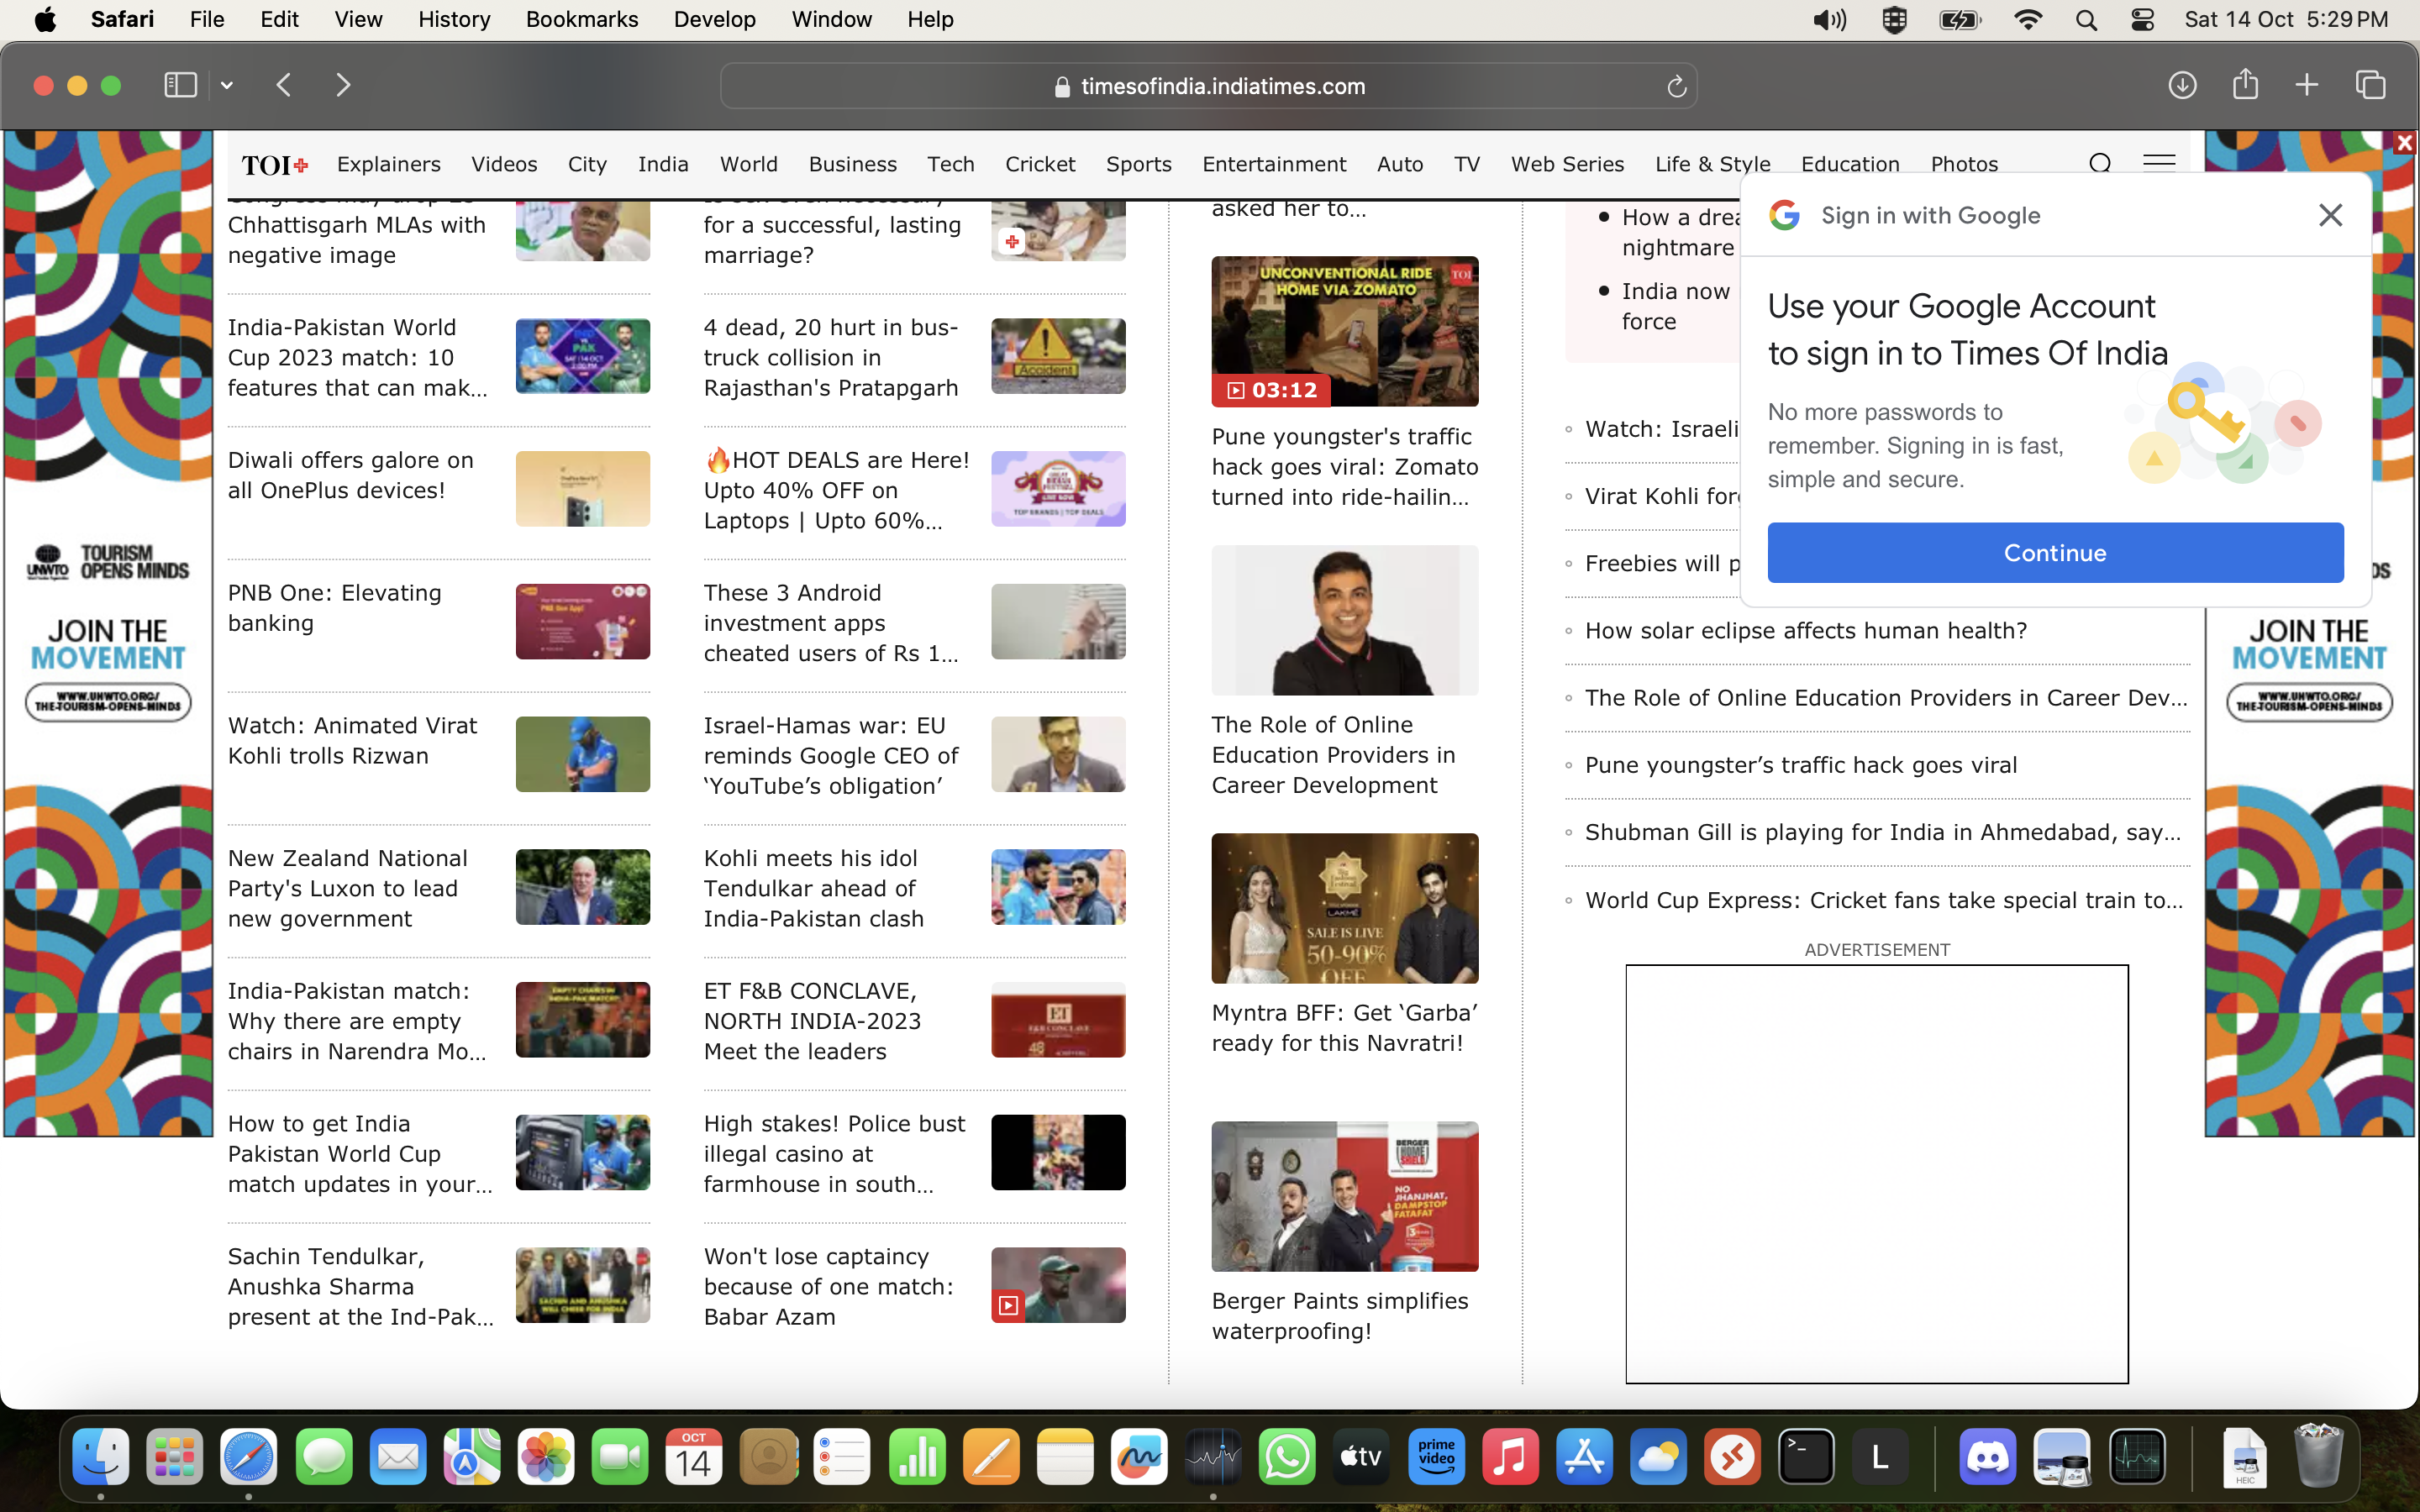 Safari File Edit View History Bookmarks Develop Window Help
Sat 14 Oct 5:29 PM
timesofindia.indiatimes.com
TOI+ Explainers Videos City India World Business Tech Cricket Sports Entertainment Auto TV Web Series Life & Style Education Photos
Chhattisgarh MLAs with
negative image
India-Pakistan World
Cup 2023 match: 10
features that can mak...
Diwali offers galore on
all OnePlus devices!
PNB One: Elevating
banking
Watch: Animated Virat
Kohli trolls Rizwan
New Zealand National
Party's Luxon to lead
new government
India-Pakistan match:
Why there are empty
chairs in Narendra Mo...
How to get India
Pakistan World Cup
match updates in your...
Sachin Tendulkar,
Anushka Sharma
present at the Ind-Pak...
for a successful, lasting
marriage?
4 dead, 20 hurt in bus-
truck collision in
Rajasthan's Pratapgarh
Accident
🔥HOT DEALS are Here!
Upto 40% OFF on
Laptops | Upto 60%...
TOP BRANDS | TOP DEALS
These 3 Android
investment apps
cheated users of Rs 1...
Israel-Hamas war: EU
reminds Google CEO of
‘YouTube’s obligation’
Kohli meets his idol
Tendulkar ahead of
India-Pakistan clash
ET F&B CONCLAVE,
NORTH INDIA-2023
Meet the leaders
ET
High stakes! Police bust
illegal casino at
farmhouse in south...
Won't lose captaincy
because of one match:
Babar Azam
asked her to...
UNCONVENTIONAL RIDE
HOME VIA ZOMATO
TOI
03:12
Pune youngster's traffic
hack goes viral: Zomato
turned into ride-hailin...
The Role of Online
Education Providers in
Career Development
LAKMÉ
SALE IS LIVE
50-90%
OFF
Myntra BFF: Get ‘Garba’
ready for this Navratri!
BERGER
HOME
SHIELD
NO
JHANJHAT,
DAMPSTOP
FATAFAT
Berger Paints simplifies
waterproofing!
How a drea
nightmare
India now
force
Watch: Israeli
Virat Kohli for
Freebies will p
How solar eclipse affects human health?
The Role of Online Education Providers in Career Dev...
Pune youngster’s traffic hack goes viral
Shubman Gill is playing for India in Ahmedabad, say...
World Cup Express: Cricket fans take special train to...
ADVERTISEMENT
Sign in with Google
Use your Google Account
to sign in to Times Of India
No more passwords to
remember. Signing in is fast,
simple and secure.
Continue
UNWTO
TOURISM
OPENS MINDS
JOIN THE
MOVEMENT
WWW.UNWTO.ORG/
THE-TOURISM-OPENS-MINDS
DS
JOIN THE
MOVEMENT
WWW.UNWTO.ORG/
THE-TOURISM-OPENS-MINDS
OCT
14
tv
prime
video
L
HEIC